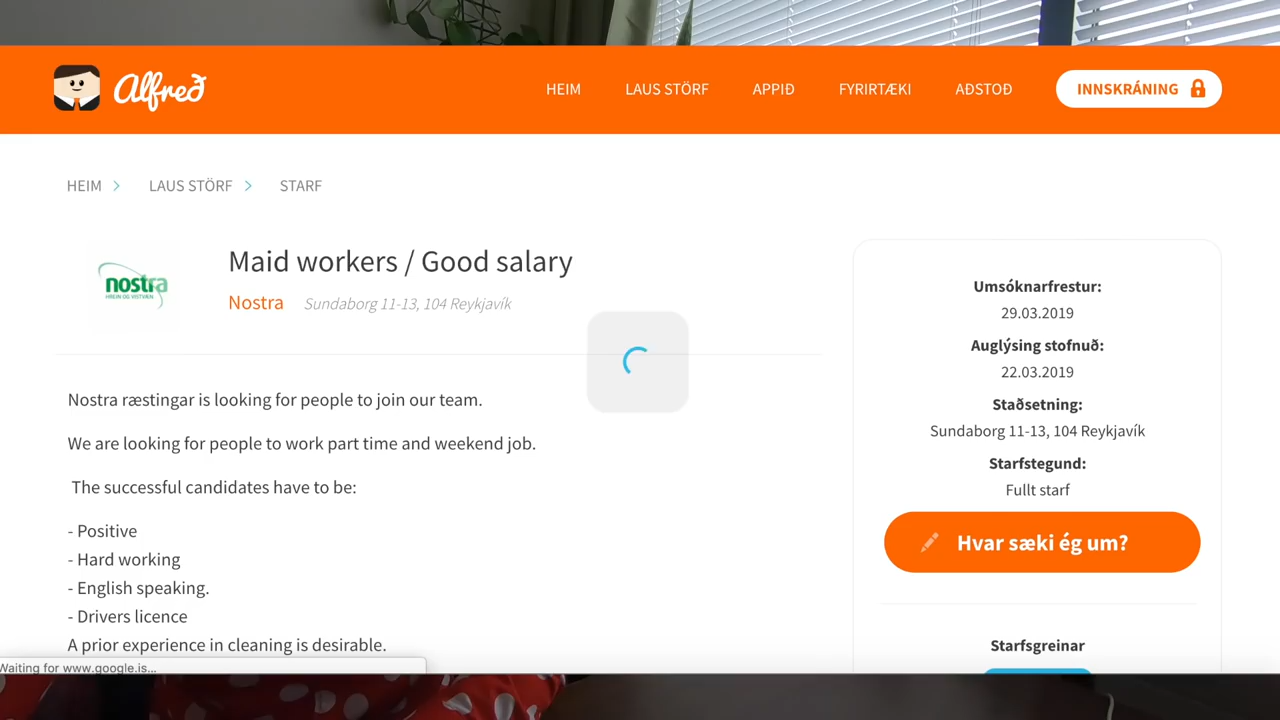 Alfreð
HEIM
LAUS STÖRF
APPIÐ
FYRIRTÆKI
AÐSTOÐ
INNSKRÁNING
HEIM
LAUS STÖRF
STARF
nostra
HREIN OG VISTVÆN
Maid workers / Good salary
Nostra Sundaborg 11-13, 104 Reykjavík
Nostra ræstingar is looking for people to join our team.
We are looking for people to work part time and weekend job.
The successful candidates have to be:
- Positive
- Hard working
- English speaking.
- Drivers licence
A prior experience in cleaning is desirable.
Umsóknarfrestur:
29.03.2019
Auglýsing stofnuð:
22.03.2019
Staðsetning:
Sundaborg 11-13, 104 Reykjavík
Starfstegund:
Fullt starf
Hvar sæki ég um?
Starfsgreinar
Waiting for www.google.is...